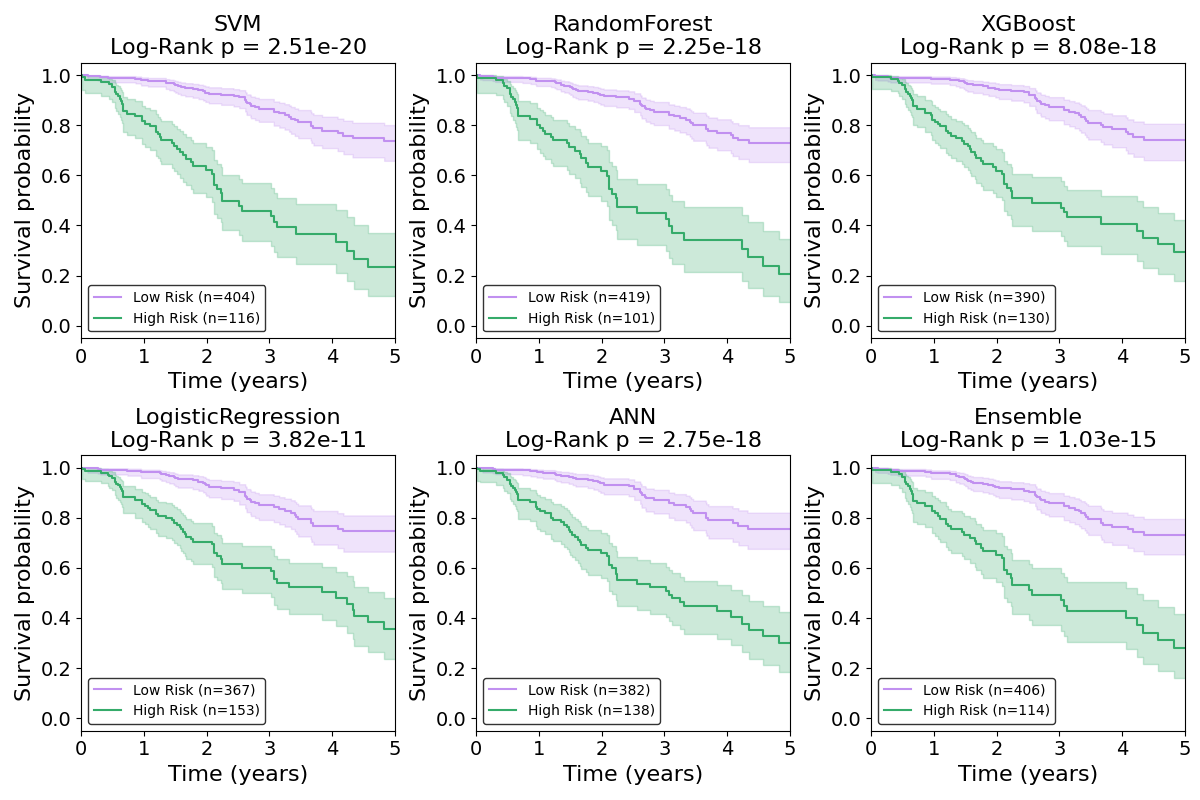 SVM
Log-Rank p = 2.51e-20
RandomForest
Log-Rank p = 2.25e-18
XGBoost
Log-Rank p = 8.08e-18
Survival probability
1.0
0.8
0.6
0.4
0.2
0.0
Low Risk (n=404)
High Risk (n=116)
0 1 2 3 4 5
Time (years)
Survival probability
1.0
0.8
0.6
0.4
0.2
0.0
Low Risk (n=419)
High Risk (n=101)
0 1 2 3 4 5
Time (years)
Survival probability
1.0
0.8
0.6
0.4
0.2
0.0
Low Risk (n=390)
High Risk (n=130)
0 1 2 3 4 5
Time (years)
LogisticRegression
Log-Rank p = 3.82e-11
ANN
Log-Rank p = 2.75e-18
Ensemble
Log-Rank p = 1.03e-15
Survival probability
1.0
0.8
0.6
0.4
0.2
0.0
Low Risk (n=367)
High Risk (n=153)
0 1 2 3 4 5
Time (years)
Survival probability
1.0
0.8
0.6
0.4
0.2
0.0
Low Risk (n=382)
High Risk (n=138)
0 1 2 3 4 5
Time (years)
Survival probability
1.0
0.8
0.6
0.4
0.2
0.0
Low Risk (n=406)
High Risk (n=114)
0 1 2 3 4 5
Time (years)